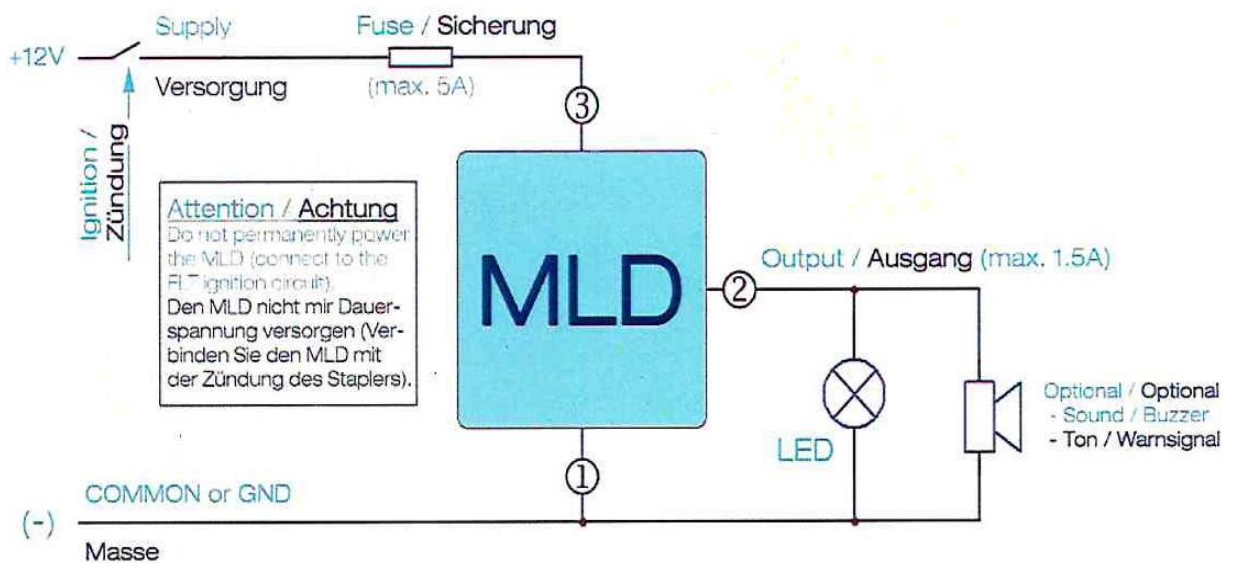 Supply
Fuse / Sicherung
+12V
Versorgung
(max. 5A)
③
Ignition /
Zündung
Attention / Achtung
Do not permanently power
the MLD (connect to the
FLT ignition circuit).
Den MLD nicht mir Dauer-
spannung versorgen (Ver-
binden Sie den MLD mit
der Zündung des Staplers).
MLD
②
Output / Ausgang (max. 1.5A)
LED
Optional / Optional
- Sound / Buzzer
- Ton / Warnsignal
①
COMMON or GND
(-)
Masse